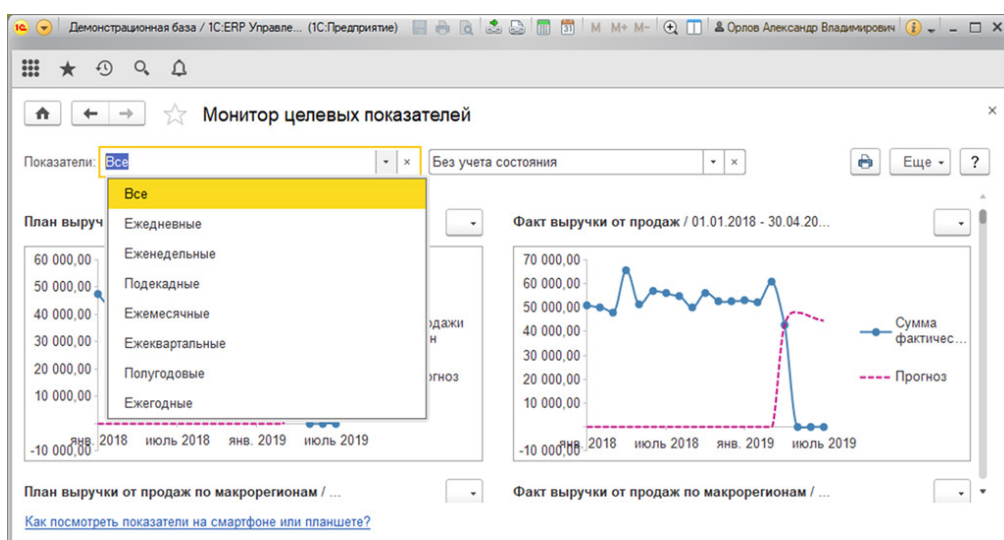 Демонстрационная база / 1С:ERP Управле... (1С:Предприятие) M M+ M- Орлов Александр Владимирович
Монитор целевых показателей
Показатели: Все Без учета состояния Еще ?
Все
Ежедневные
Еженедельные
Подекадные
Ежемесячные
Ежеквартальные
Полугодовые
Ежегодные
План выруч
60 000,00
50 000,00
40 000,00
30 000,00
20 000,00
10 000,00
-10 000,00
янв. 2018 июль 2018 янв. 2019 июль 2019
Факт выручки от продаж / 01.01.2018 - 30.04.20...
70 000,00
60 000,00
50 000,00
40 000,00
30 000,00
20 000,00
10 000,00
-10 000,00
янв. 2018 июль 2018 янв. 2019 июль 2019
Сумма
фактичес...
Прогноз
План выручки от продаж по макрорегионам / ...
Факт выручки от продаж по макрорегионам / ...
Как посмотреть показатели на смартфоне или планшете?